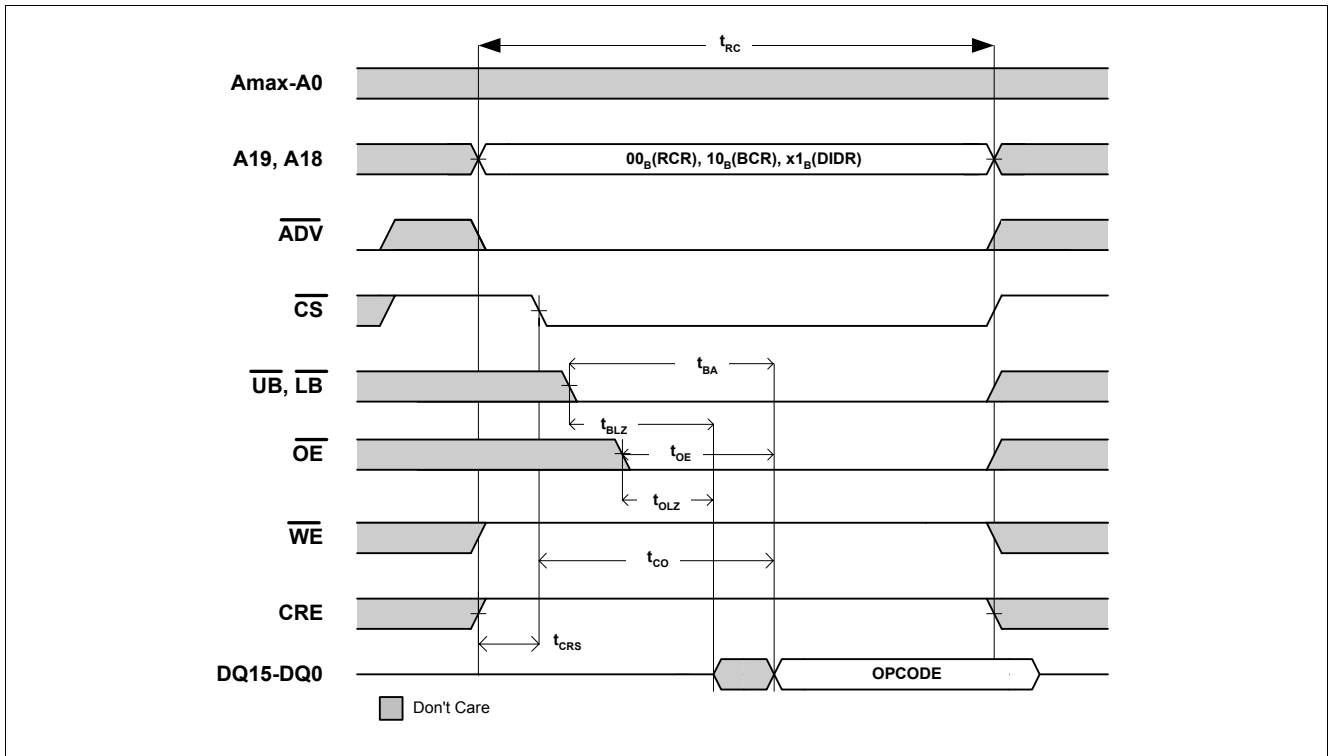 tRC
Amax-A0
A19, A18
00B(RCR), 10B(BCR), x1B(DIDR)
ADV
CS
tBA
UB, LB
tBLZ
OE
tOE
tOLZ
WE
tCO
CRE
tCRS
DQ15-DQ0
OPCODE
Don't Care